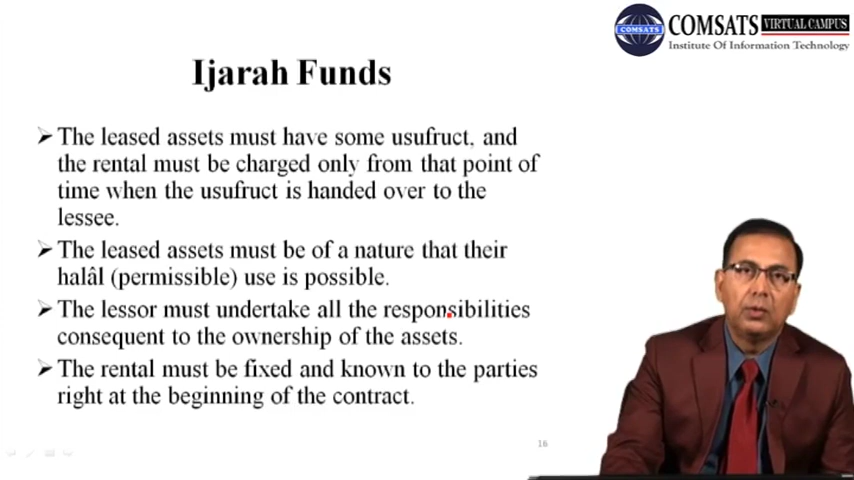 COMSATS
COMSATS VIRTUAL CAMPUS
Institute Of Information Technology
Ijarah Funds
➢ The leased assets must have some usufruct, and
the rental must be charged only from that point of
time when the usufruct is handed over to the
lessee.
➢ The leased assets must be of a nature that their
halâl (permissible) use is possible.
➢ The lessor must undertake all the responsibilities
consequent to the ownership of the assets.
➢ The rental must be fixed and known to the parties
right at the beginning of the contract.
16